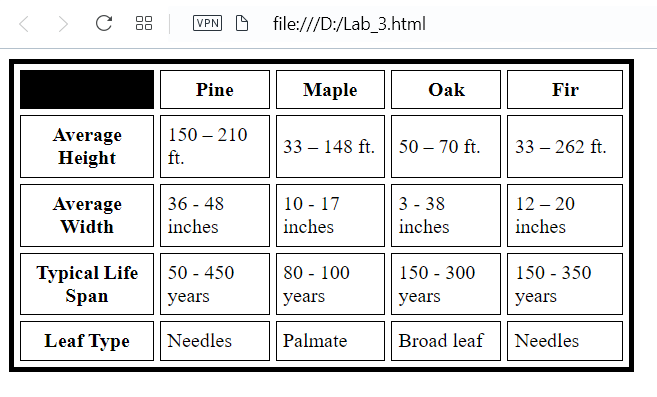 VPN file:///D:/Lab_3.html
Pine Maple Oak Fir
Average 150 – 210 33 – 148 ft. 50 – 70 ft. 33 – 262 ft.
Height ft.
Average 36 - 48 10 - 17 3 - 38 12 – 20
Width inches inches inches inches
Typical Life 50 - 450 80 - 100 150 - 300 150 - 350
Span years years years years
Leaf Type Needles Palmate Broad leaf Needles